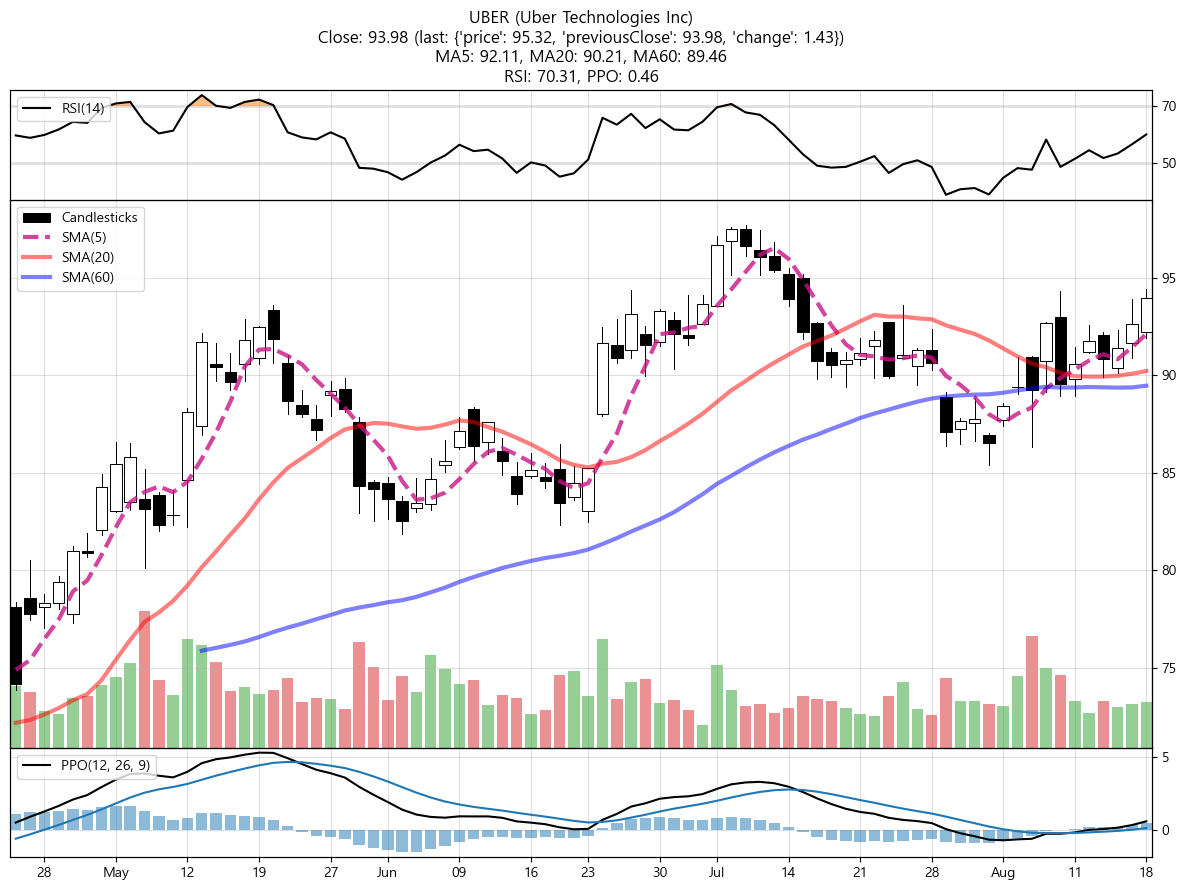 UBER (Uber Technologies Inc)
Close: 93.98 (last: {'price': 95.32, 'previousClose': 93.98, 'change': 1.43})
MA5: 92.11, MA20: 90.21, MA60: 89.46
RSI: 70.31, PPO: 0.46
RSI(14)
70
50
Candlesticks
SMA(5)
SMA(20)
SMA(60)
95
90
85
80
75
PPO(12, 26, 9)
5
0
28 May 12 19 27 Jun 09 16 23 30 Jul 14 21 28 Aug 11 18